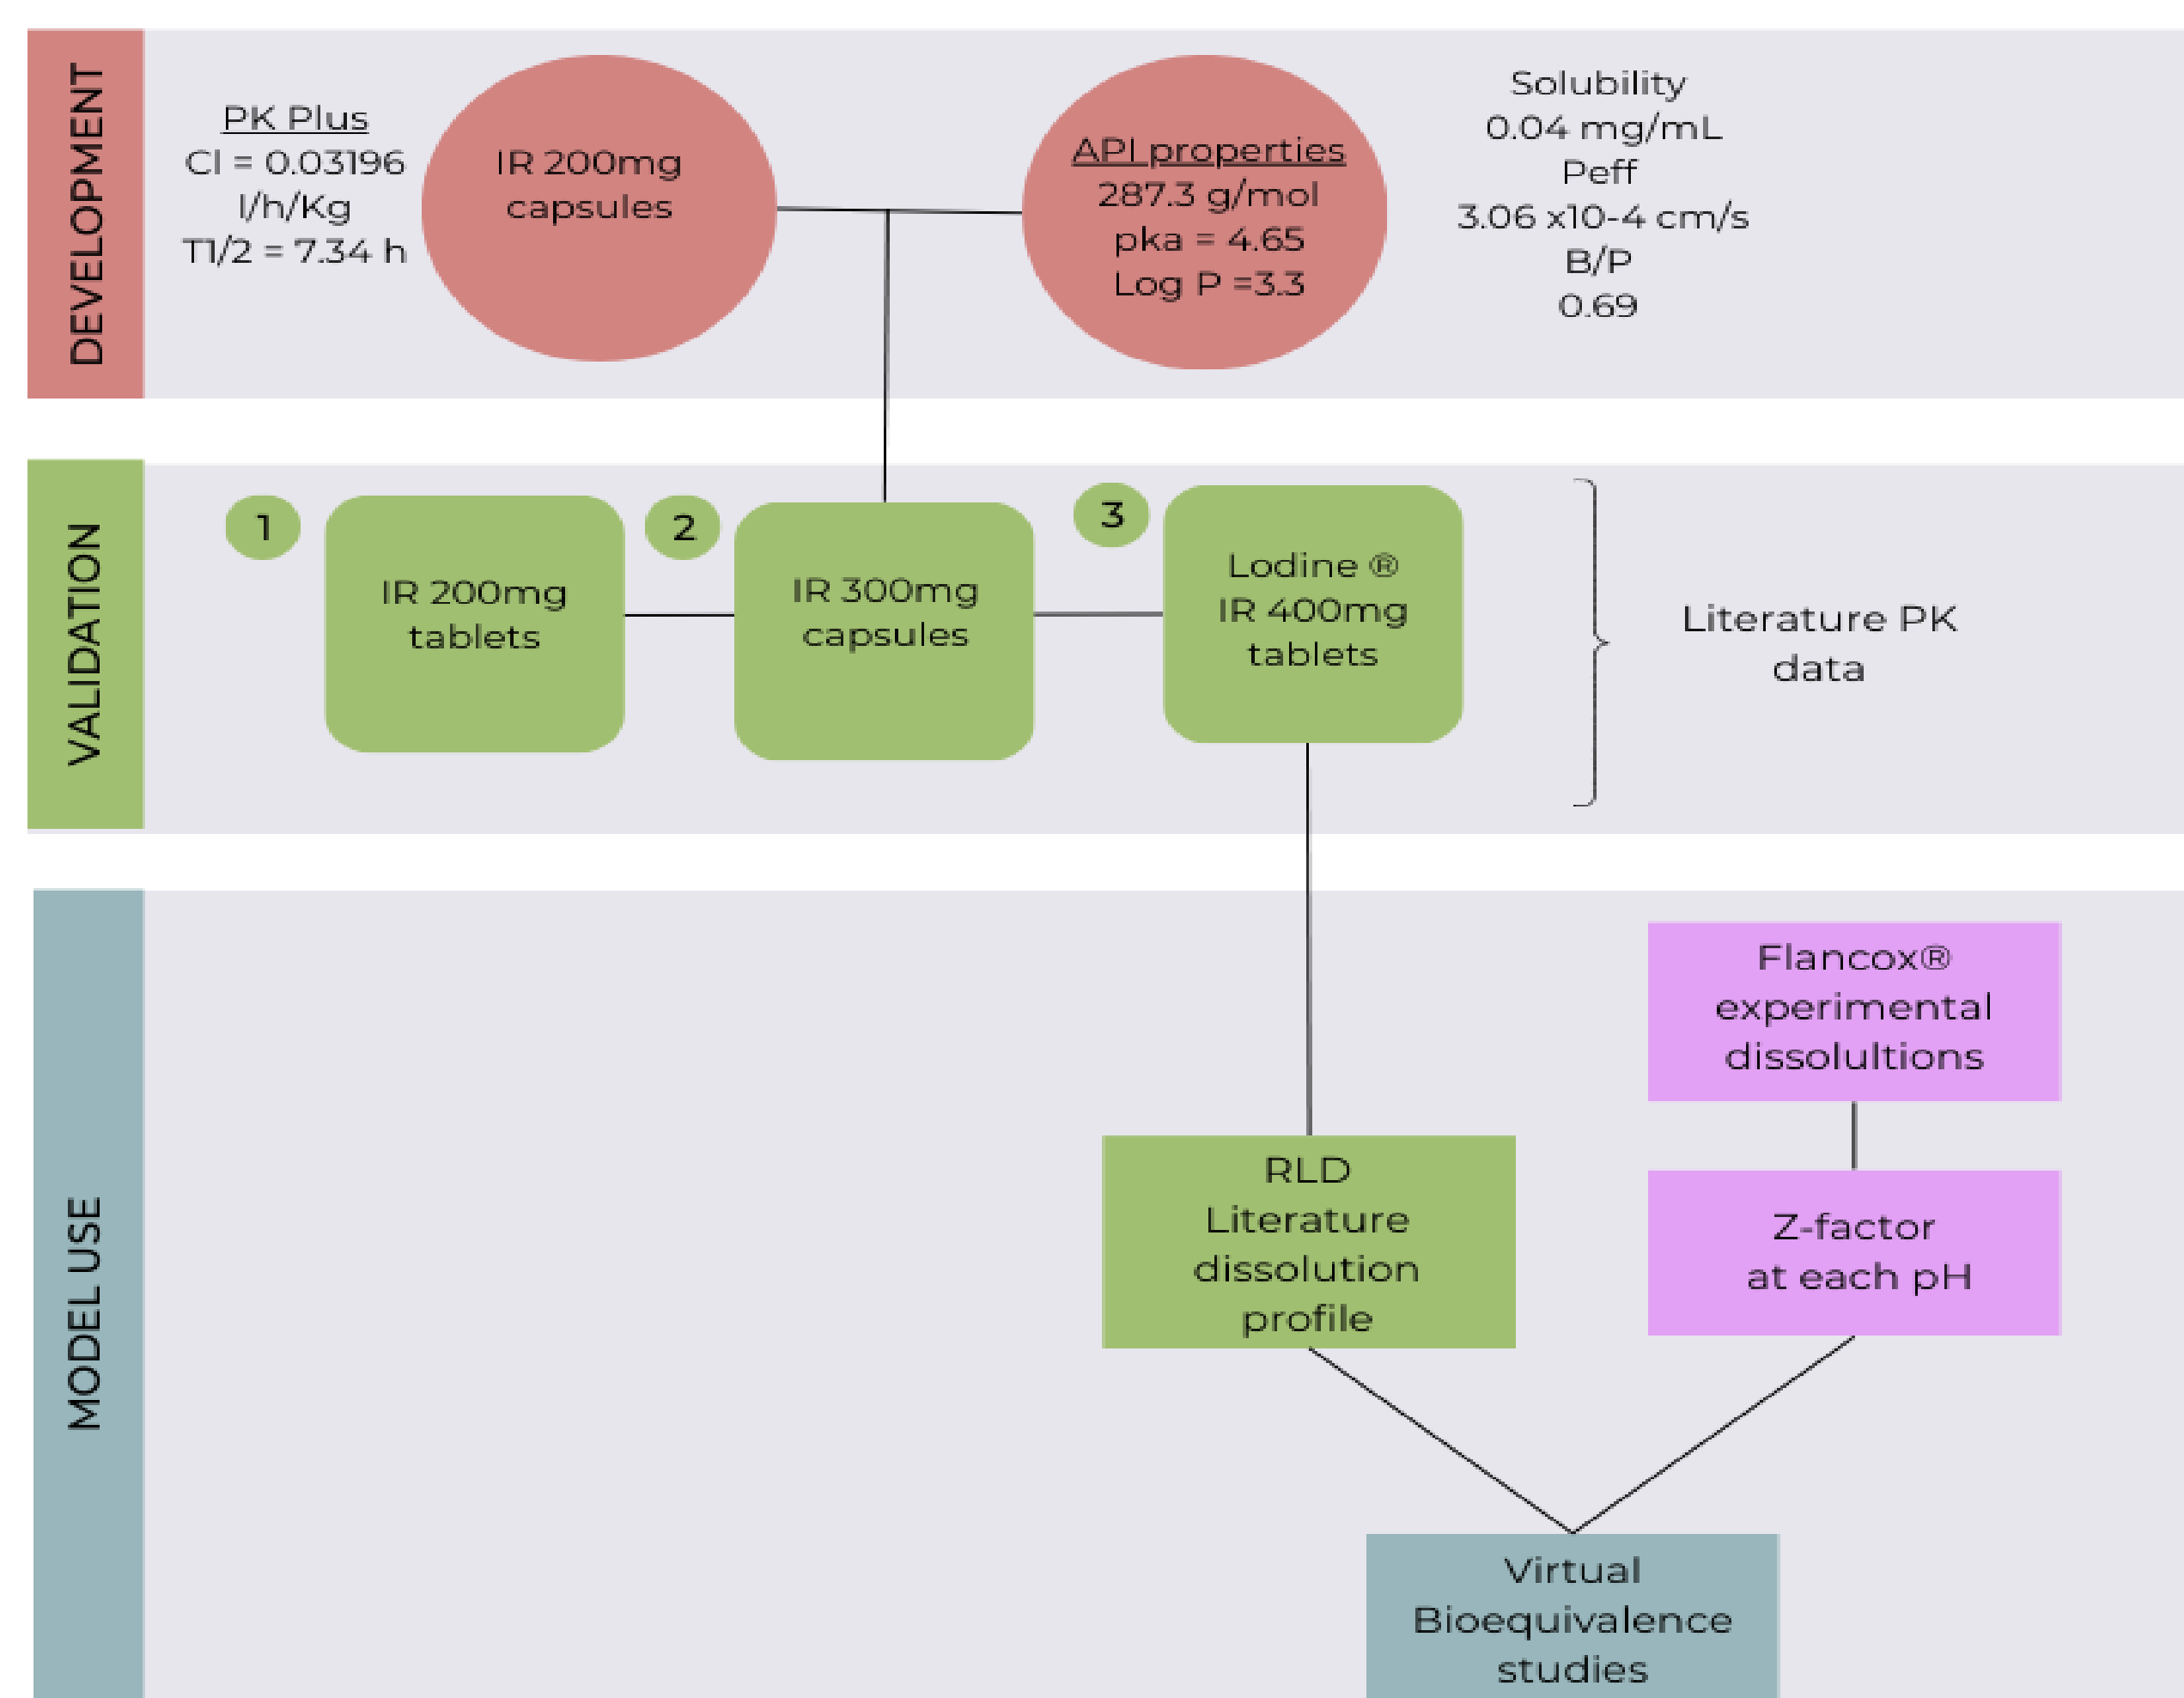 DEVELOPMENT
PK Plus
Cl = 0.03196
l/h/Kg
T1/2 = 7.34 h
IR 200mg
capsules
API properties
287.3 g/mol
pka = 4.65
Log P =3.3
Solubility
0.04 mg/mL
Peff
3.06 x10-4 cm/s
B/P
0.69
VALIDATION
1
IR 200mg
tablets
2
IR 300mg
capsules
3
Lodine ®
IR 400mg
tablets
Literature PK
data
MODEL USE
Flancox®
experimental
dissolultions
Z-factor
at each pH
RLD
Literature
dissolution
profile
Virtual
Bioequivalence
studies